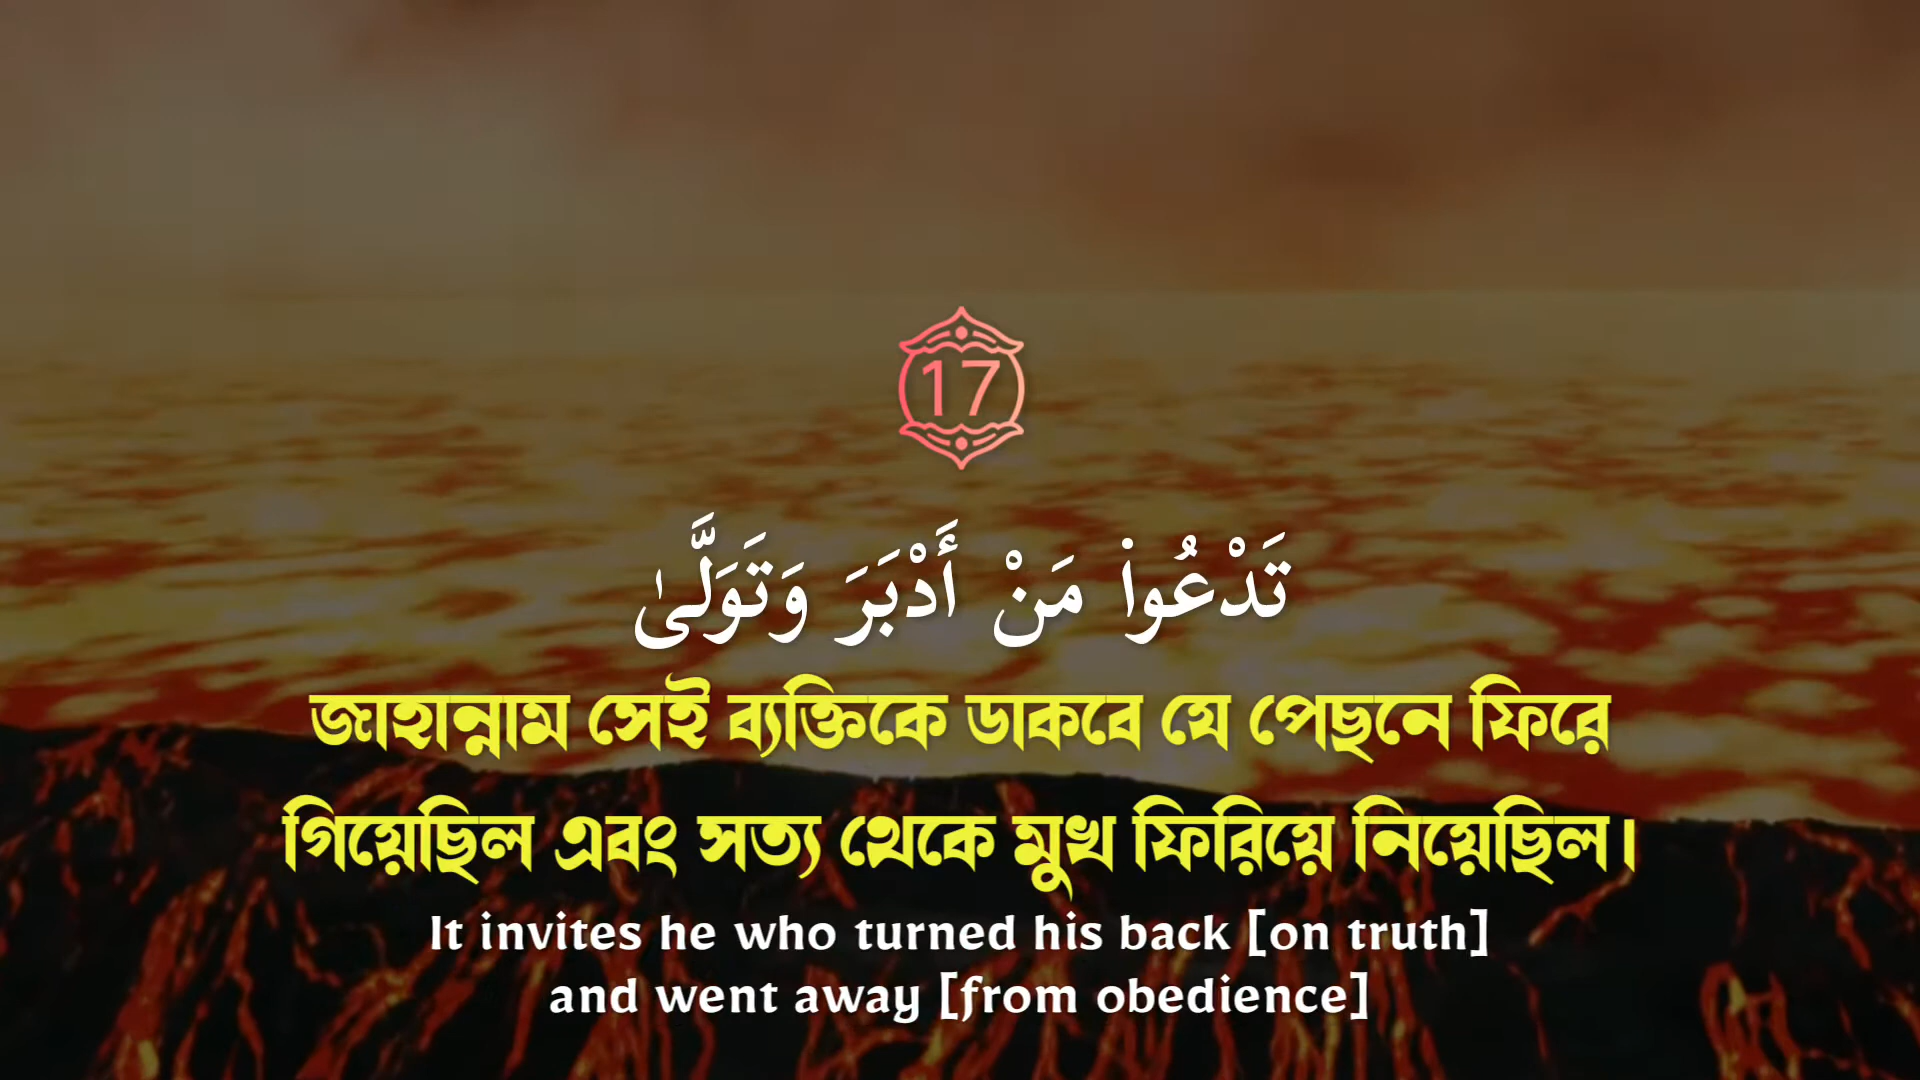 17
تَدْعُوا۟ مَنْ أَدْبَرَ وَتَوَلَّىٰ
জাহান্নাম সেই ব্যক্তিকে ডাকবে যে পেছনে ফিরে
গিয়েছিল এবং সত্য থেকে মুখ ফিরিয়ে নিয়েছিল।
It invites he who turned his back [on truth]
and went away [from obedience]